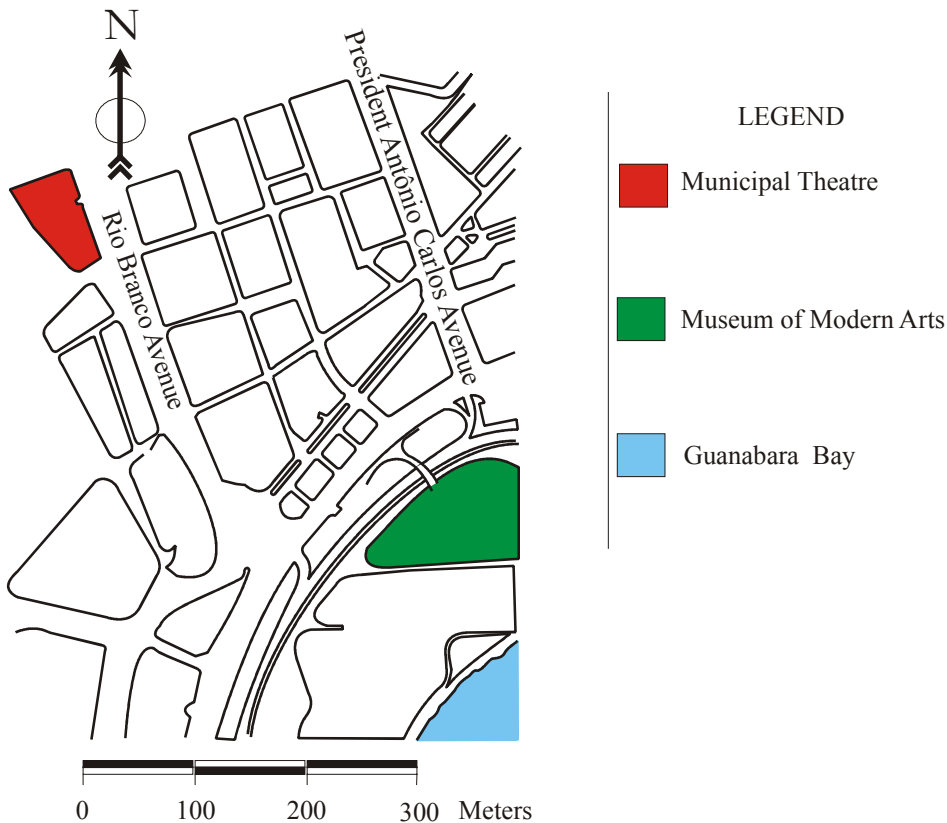 N
President Antônio Carlos Avenue
Rio Branco Avenue
LEGEND
Municipal Theatre
Museum of Modern Arts
Guanabara Bay
0 100 200 300 Meters